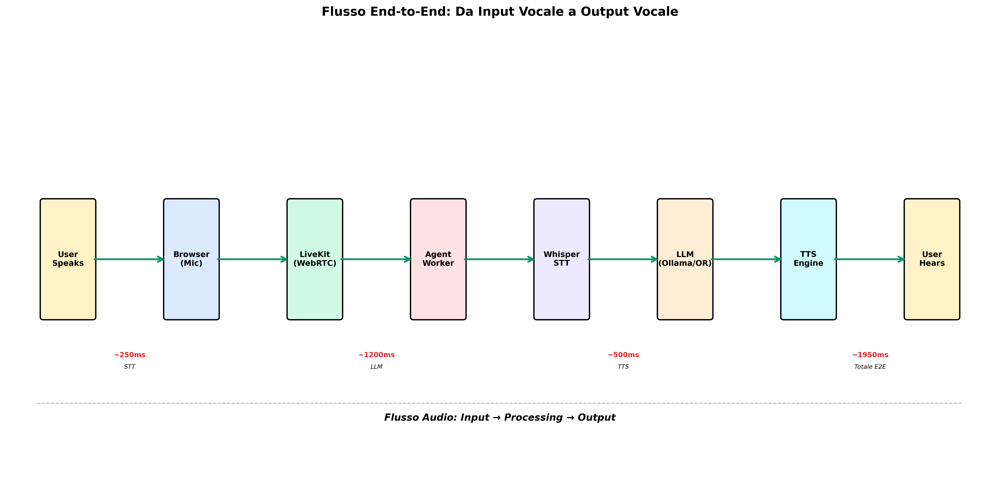 Flusso End-to-End: Da Input Vocale a Output Vocale
User
Speaks
Browser
(Mic)
LiveKit
(WebRTC)
Agent
Worker
Whisper
STT
LLM
(Ollama/OR)
TTS
Engine
User
Hears
~250ms
STT
~1200ms
LLM
~500ms
TTS
~1950ms
Totale E2E
Flusso Audio: Input → Processing → Output